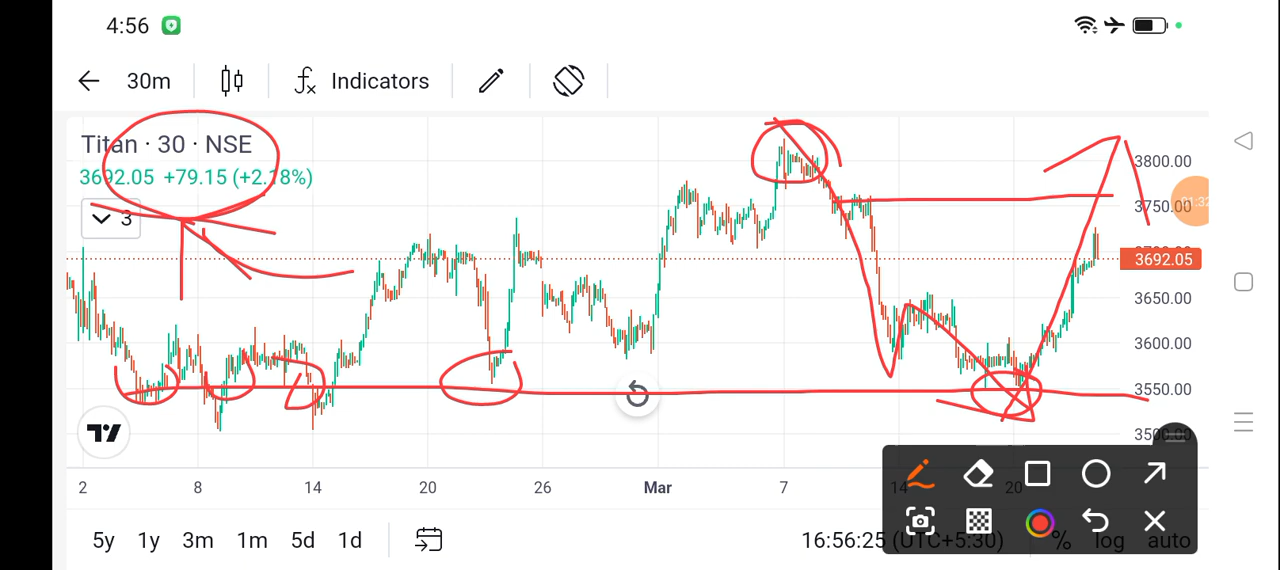 4:56
30m Indicators
Titan · 30 · NSE
3692.05 +79.15 (+2.18%)
3
3800.00
3750.00
01:32
3692.05
3650.00
3600.00
3550.00
2 8 14 20 26 Mar 7 14 20
5y 1y 3m 1m 5d 1d 16:56:25 (UTC+5:30) % log auto